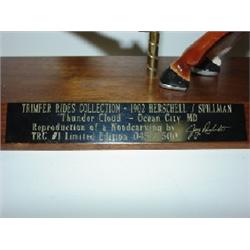 TRIMPER RIDES COLLECTION - 1902 HERSCHELL / SPILLMAN
Thunder Cloud - Ocean City, MD
Reproduction of a Woodcarving by
TRC #1 Limited Edition